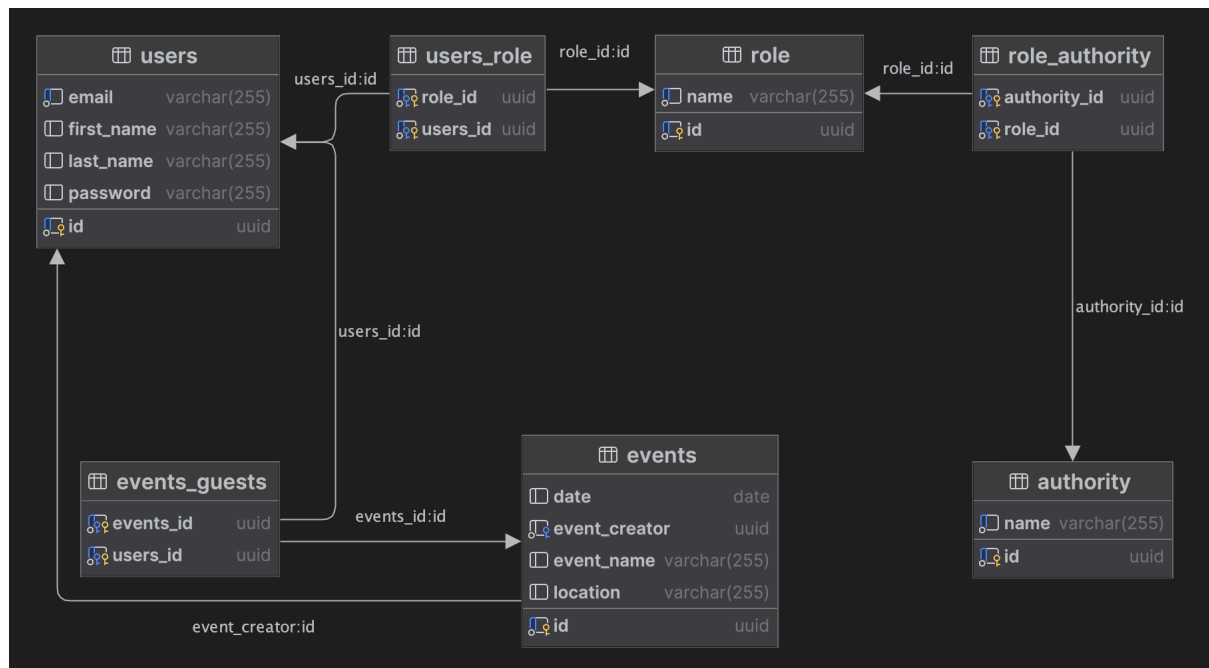 users
email varchar(255)
first_name varchar(255)
last_name varchar(255)
password varchar(255)
id uuid
users_id:id
users_role
role_id uuid
users_id uuid
role_id:id
role
name varchar(255)
id uuid
role_id:id
role_authority
authority_id uuid
role_id uuid
users_id:id
authority_id:id
events_guests
events_id uuid
users_id uuid
events_id:id
events
date date
event_creator uuid
event_name varchar(255)
location varchar(255)
id uuid
authority
name varchar(255)
id uuid
event_creator:id